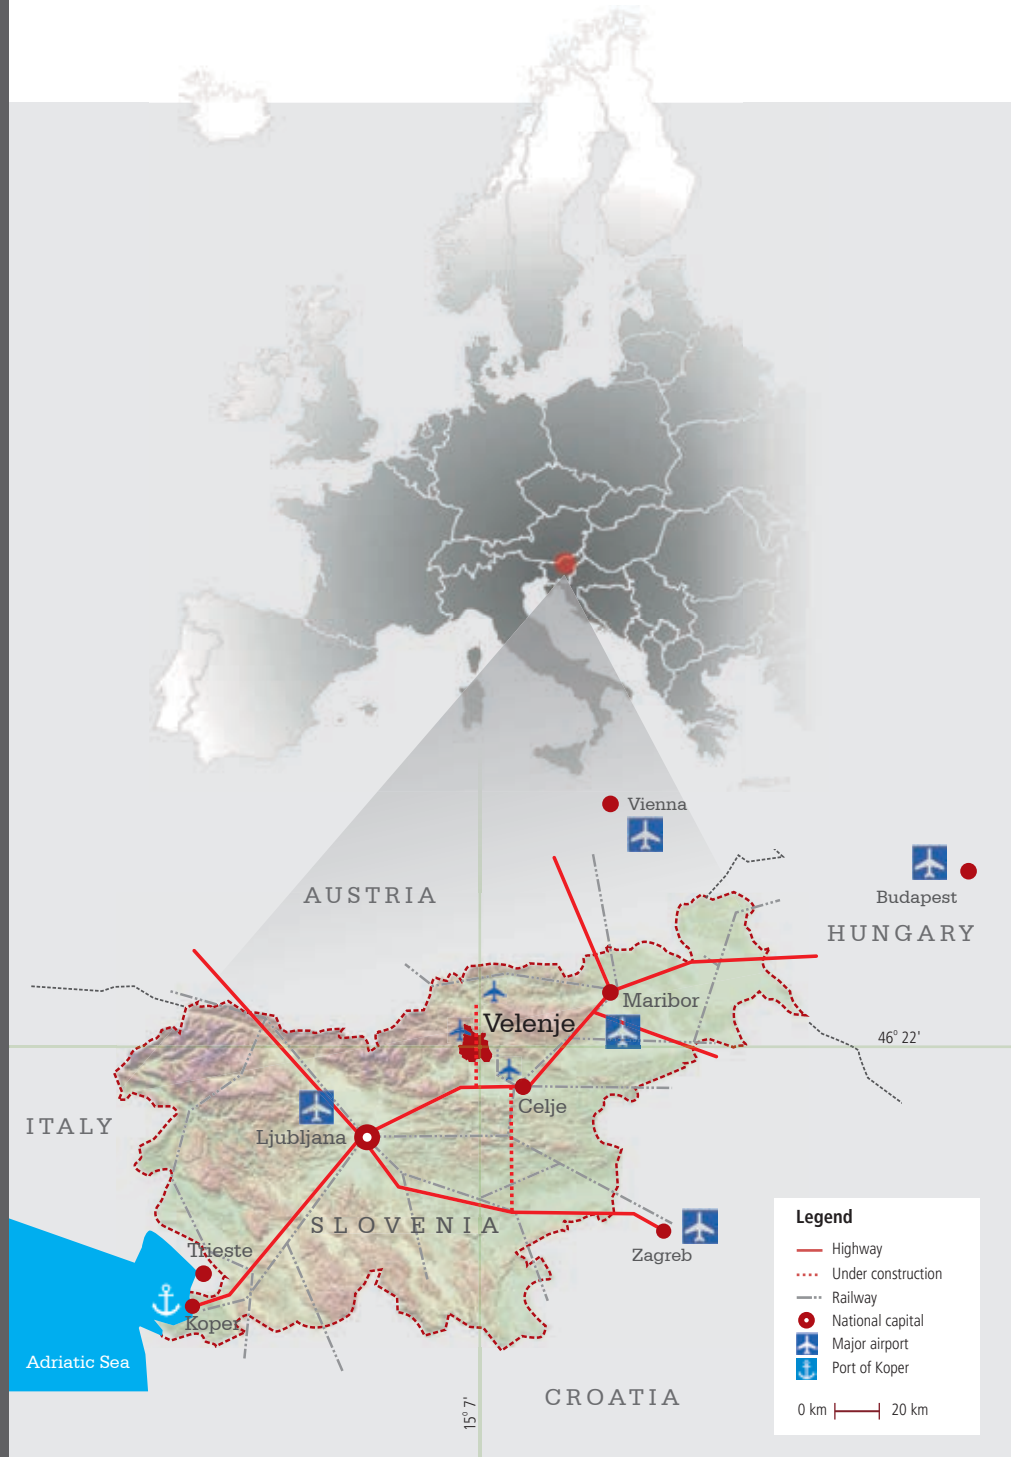 Vienna
Budapest
AUSTRIA
HUNGARY
Maribor
Velenje
46° 22'
Celje
ITALY
Ljubljana
SLOVENIA
Zagreb
Trieste
Koper
Adriatic Sea
CROATIA
15° 7'
Legend
Highway
Under construction
Railway
National capital
Major airport
Port of Koper
0 km 20 km